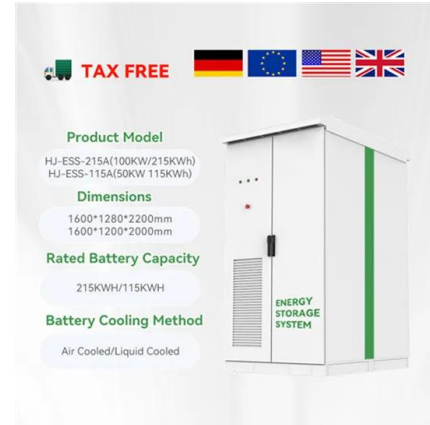 TAX FREE
Product Model
HJ-ESS-215A(100KW/215KWh)
HJ-ESS-115A(50KW 115KWh)
Dimensions
1600*1280*2200mm
1600*1200*2000mm
Rated Battery Capacity
215KWH/115KWH
Battery Cooling Method
Air Cooled/Liquid Cooled
ENERGY
STORAGE
SYSTEM